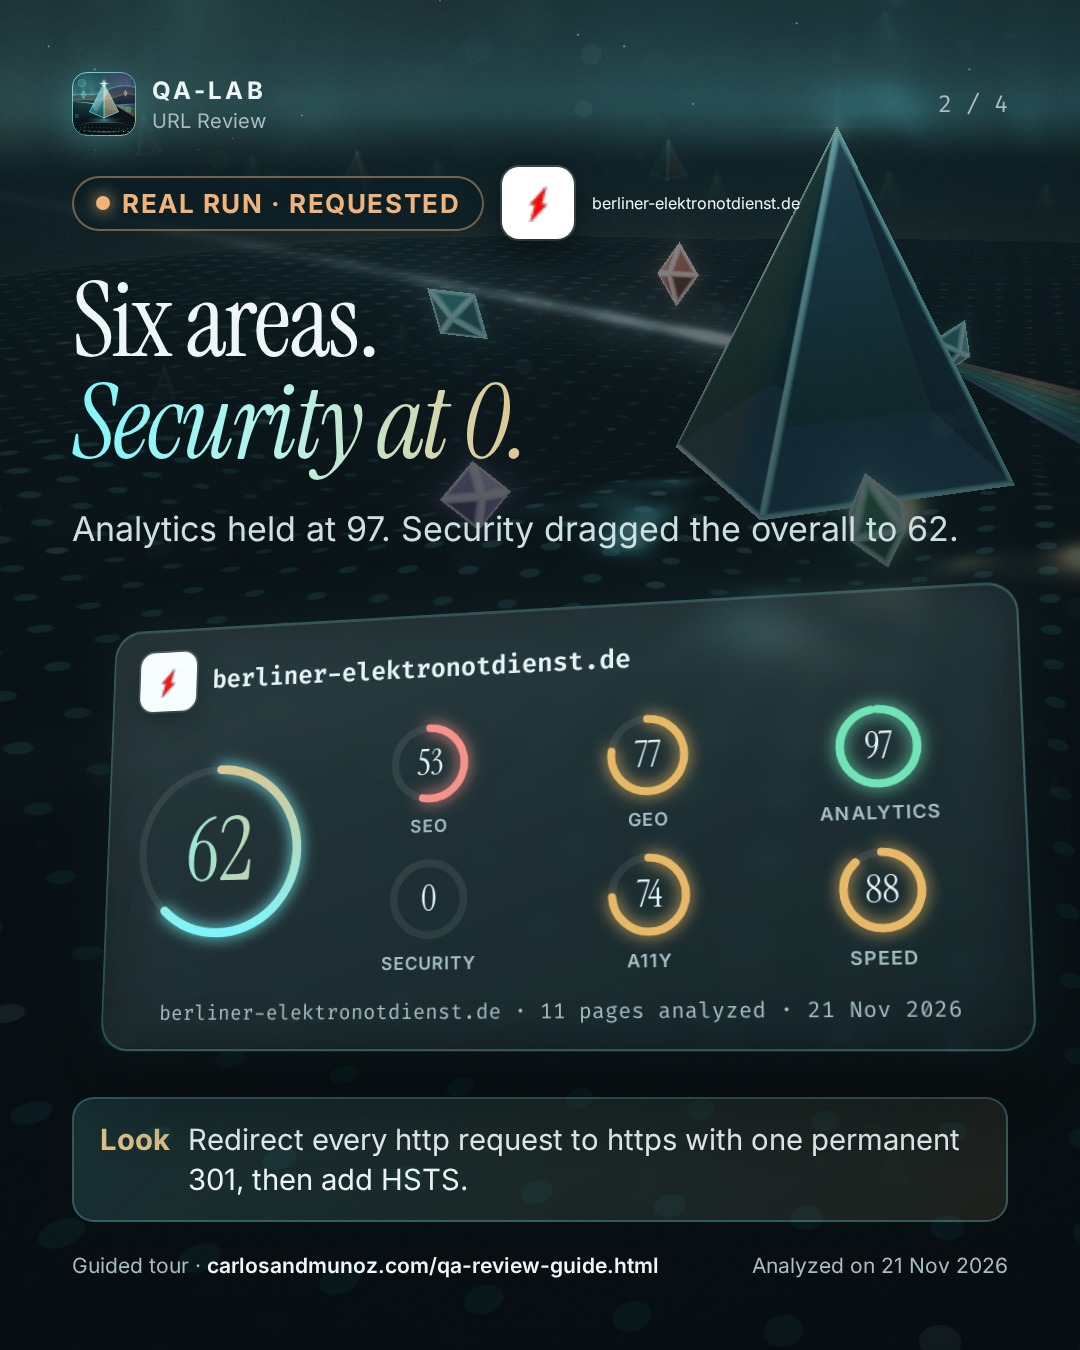 QA-LAB
URL Review
2 / 4
REAL RUN · REQUESTED
berliner-elektronotdienst.de
Six areas.
Security at 0.
Analytics held at 97. Security dragged the overall to 62.
berliner-elektronotdienst.de
62
53
SEO
77
GEO
97
ANALYTICS
0
SECURITY
74
A11Y
88
SPEED
berliner-elektronotdienst.de · 11 pages analyzed · 21 Nov 2026
Look Redirect every http request to https with one permanent
301, then add HSTS.
Guided tour · carlosandmunoz.com/qa-review-guide.html
Analyzed on 21 Nov 2026